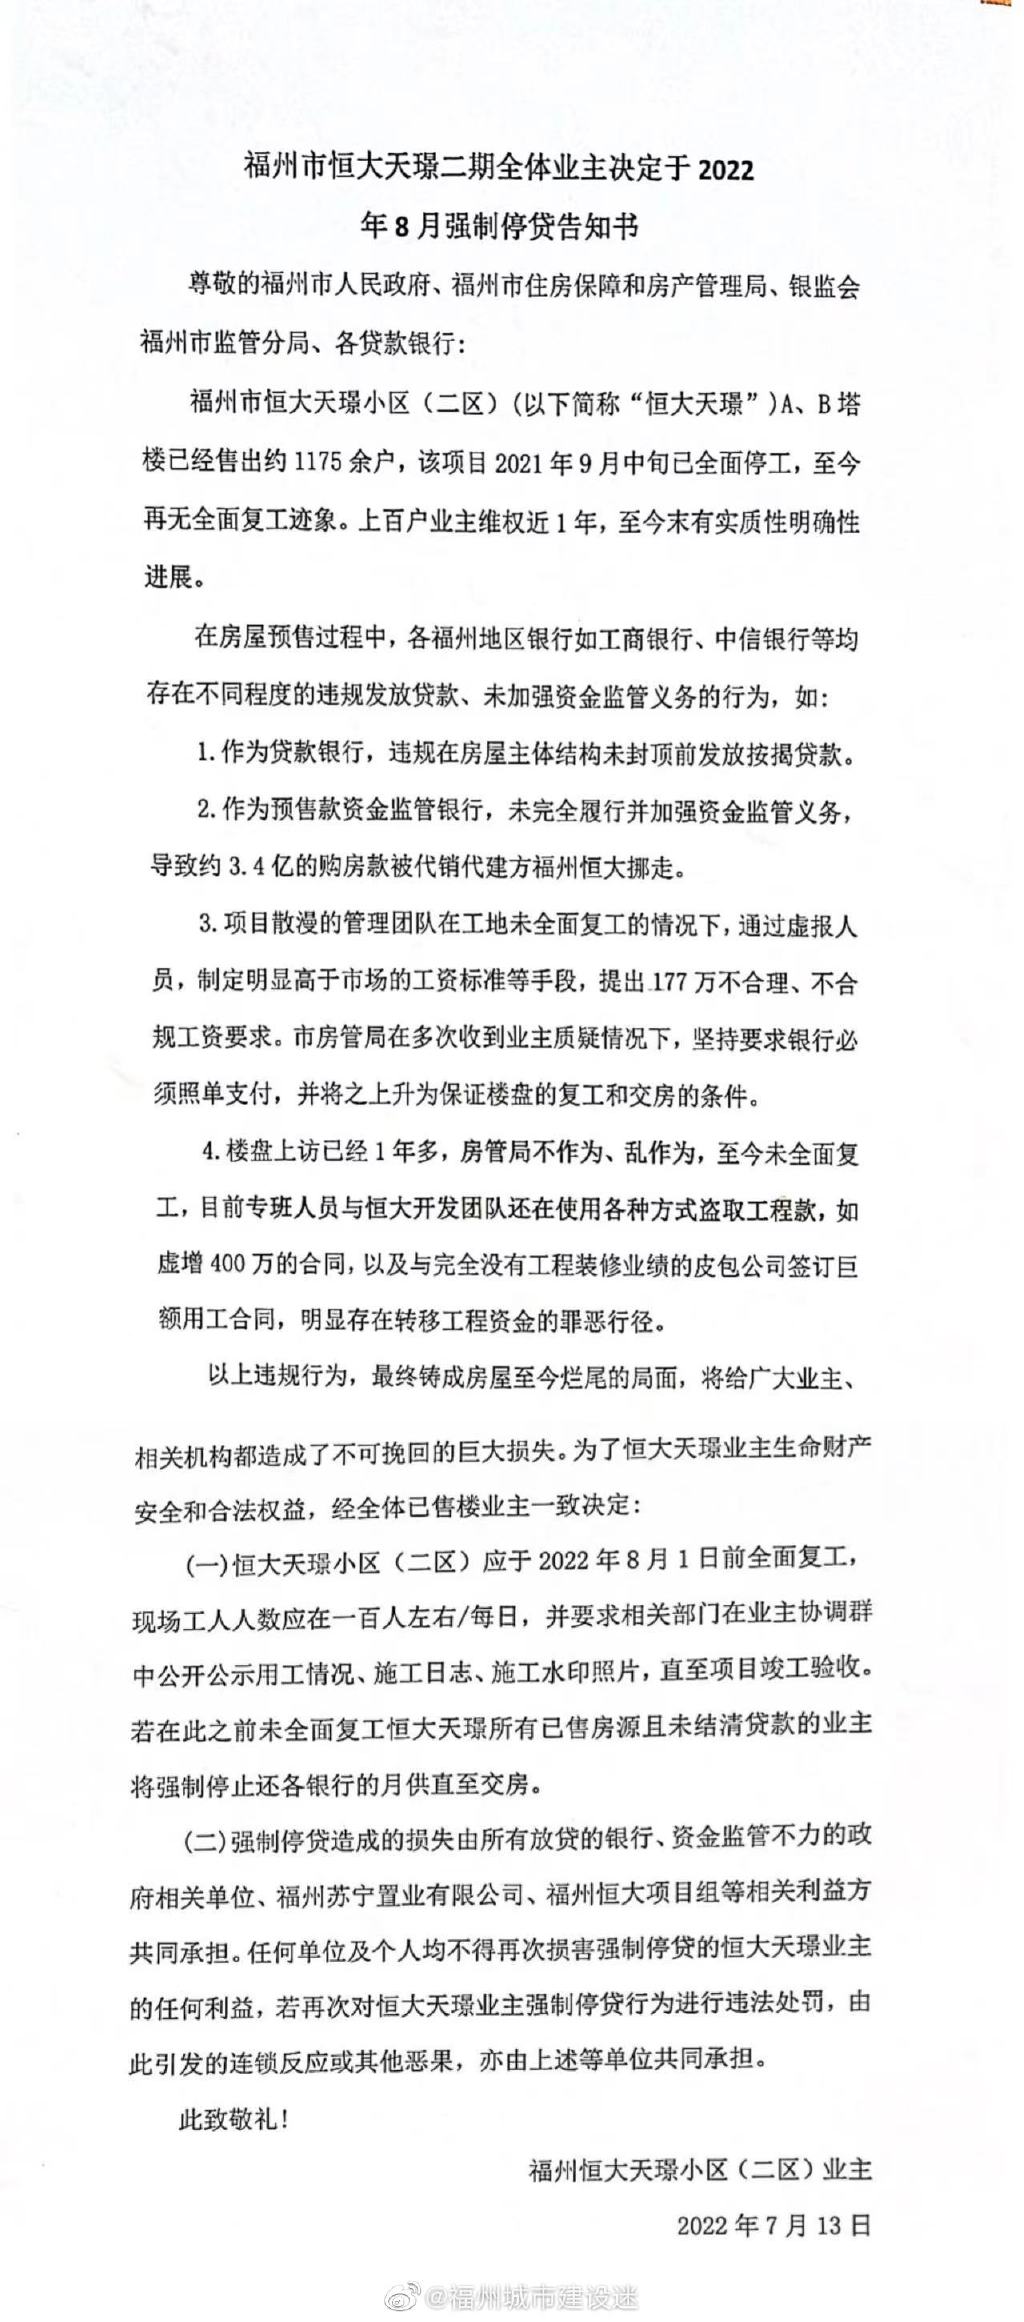 福州市恒大天璟二期全体业主决定于 2022
年 8 月强制停贷告知书
尊敬的福州市人民政府、福州市住房保障和房产管理局、银监会
福州市监管分局、各贷款银行：
福州市恒大天璟小区（二区）(以下简称“恒大天璟”)A、B 塔
楼已经售出约 1175 余户，该项目 2021 年 9 月中旬已全面停工，至今
再无全面复工迹象。上百户业主维权近 1 年，至今末有实质性明确性
进展。
在房屋预售过程中，各福州地区银行如工商银行、中信银行等均
存在不同程度的违规发放贷款、未加强资金监管义务的行为，如：
1.作为贷款银行，违规在房屋主体结构未封顶前发放按揭贷款。
2.作为预售款资金监管银行，未完全履行并加强资金监管义务，
导致约 3.4 亿的购房款被代销代建方福州恒大挪走。
3.项目散漫的管理团队在工地未全面复工的情况下，通过虚报人
员，制定明显高于市场的工资标准等手段，提出 177 万不合理、不合
规工资要求。市房管局在多次收到业主质疑情况下，坚持要求银行必
须照单支付，并将之上升为保证楼盘的复工和交房的条件。
4.楼盘上访已经 1 年多，房管局不作为、乱作为，至今未全面复
工，目前专班人员与恒大开发团队还在使用各种方式盗取工程款，如
虚增 400 万的合同，以及与完全没有工程装修业绩的皮包公司签订巨
额用工合同，明显存在转移工程资金的罪恶行径。
以上违规行为，最终铸成房屋至今烂尾的局面，将给广大业主、
相关机构都造成了不可挽回的巨大损失。为了恒大天璟业主生命财产
安全和合法权益，经全体已售楼业主一致决定：
(一)恒大天璟小区（二区）应于 2022 年 8 月 1 日前全面复工，
现场工人人数应在一百人左右/每日，并要求相关部门在业主协调群
中公开公示用工情况、施工日志、施工水印照片，直至项目竣工验收。
若在此之前未全面复工恒大天璟所有已售房源且未结清贷款的业主
将强制停止还各银行的月供直至交房。
(二)强制停贷造成的损失由所有放贷的银行、资金监管不力的政
府相关单位、福州苏宁置业有限公司、福州恒大项目组等相关利益方
共同承担。任何单位及个人均不得再次损害强制停贷的恒大天璟业主
的任何利益，若再次对恒大天璟业主强制停贷行为进行违法处罚，由
此引发的连锁反应或其他恶果，亦由上述等单位共同承担。
此致敬礼！
福州恒大天璟小区（二区）业主
2022 年 7 月 13 日
@福州城市建设迷